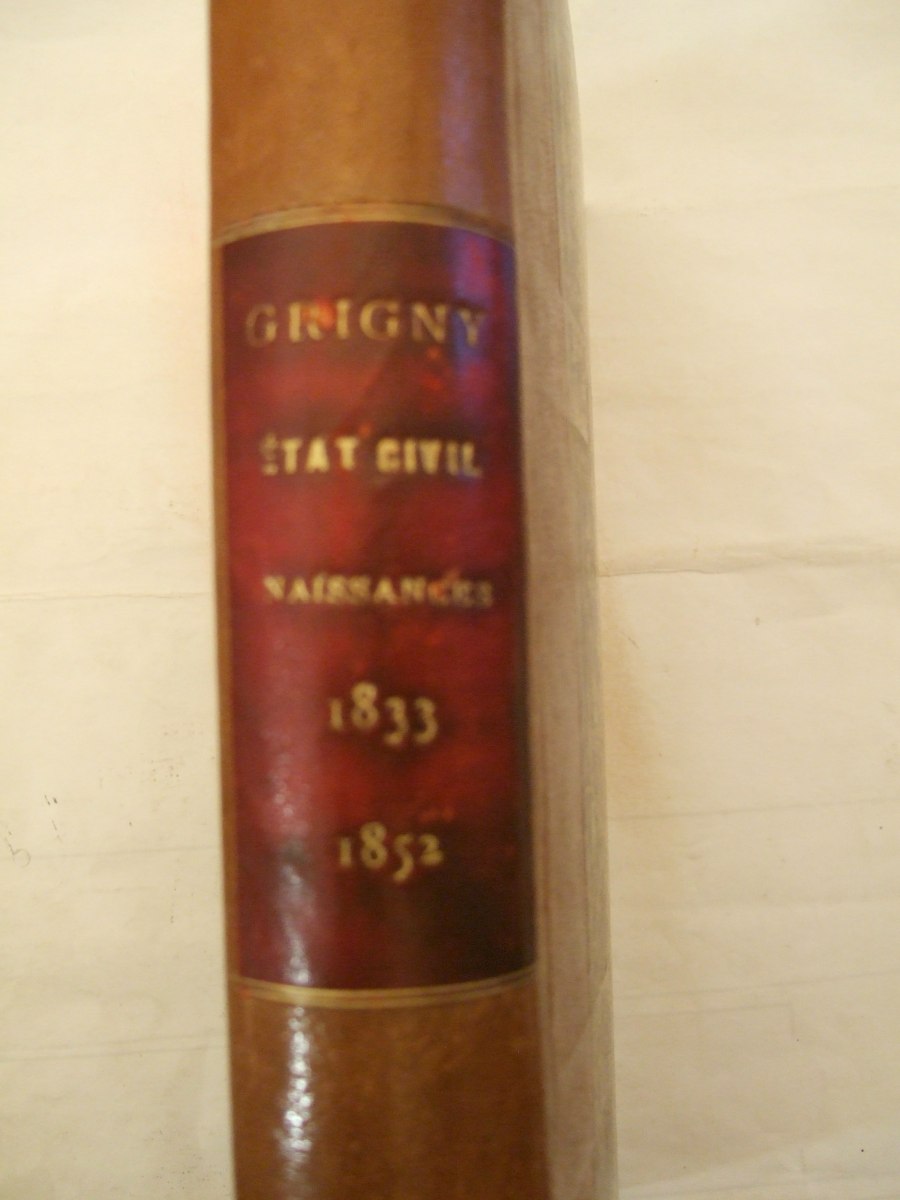 GRIGNY
ÉTAT CIVIL
NAISSANCES
1833
1852